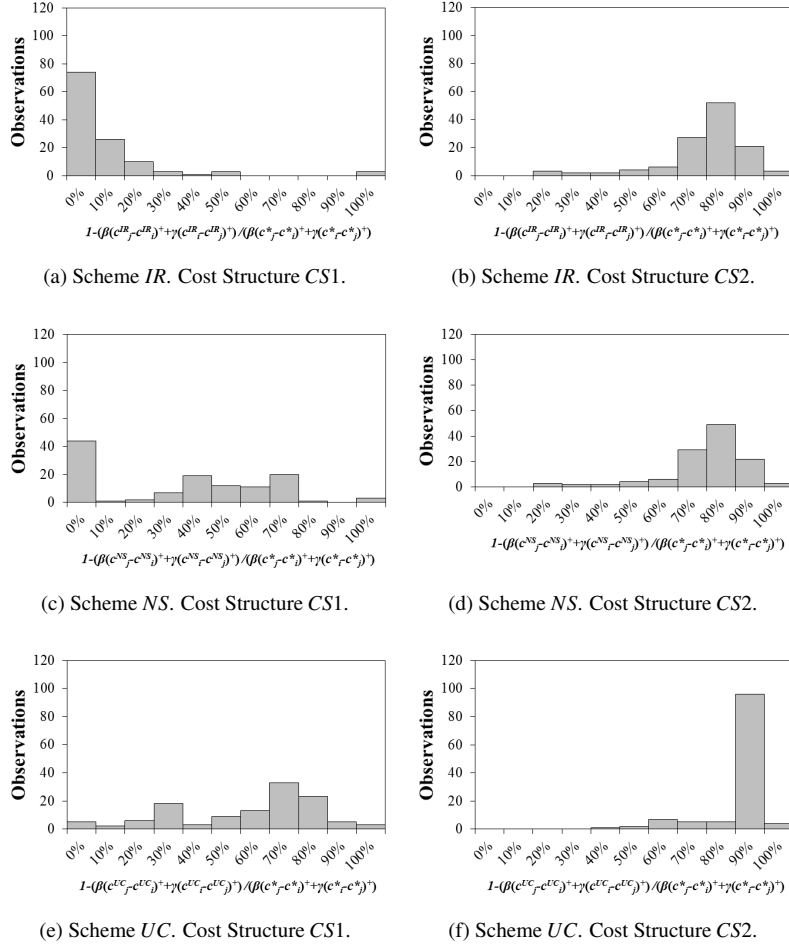 120
100
80
60
40
20
0
Observations
0% 10% 20% 30% 40% 50% 60% 70% 80% 90% 100%
1-(β(c^IR_j-c^IR_i)^++γ(c^IR_i-c^IR_j)^+)/(β(c*_j-c*_i)^++γ(c*_i-c*_j)^+)
(a) Scheme IR. Cost Structure CS1.
120
100
80
60
40
20
0
Observations
0% 10% 20% 30% 40% 50% 60% 70% 80% 90% 100%
1-(β(c^IR_j-c^IR_i)^++γ(c^IR_i-c^IR_j)^+)/(β(c*_j-c*_i)^++γ(c*_i-c*_j)^+)
(b) Scheme IR. Cost Structure CS2.
120
100
80
60
40
20
0
Observations
0% 10% 20% 30% 40% 50% 60% 70% 80% 90% 100%
1-(β(c^NS_j-c^NS_i)^++γ(c^NS_i-c^NS_j)^+)/(β(c*_j-c*_i)^++γ(c*_i-c*_j)^+)
(c) Scheme NS. Cost Structure CS1.
120
100
80
60
40
20
0
Observations
0% 10% 20% 30% 40% 50% 60% 70% 80% 90% 100%
1-(β(c^NS_j-c^NS_i)^++γ(c^NS_i-c^NS_j)^+)/(β(c*_j-c*_i)^++γ(c*_i-c*_j)^+)
(d) Scheme NS. Cost Structure CS2.
120
100
80
60
40
20
0
Observations
0% 10% 20% 30% 40% 50% 60% 70% 80% 90% 100%
1-(β(c^UC_j-c^UC_i)^++γ(c^UC_i-c^UC_j)^+)/(β(c*_j-c*_i)^++γ(c*_i-c*_j)^+)
(e) Scheme UC. Cost Structure CS1.
120
100
80
60
40
20
0
Observations
0% 10% 20% 30% 40% 50% 60% 70% 80% 90% 100%
1-(β(c^UC_j-c^UC_i)^++γ(c^UC_i-c^UC_j)^+)/(β(c*_j-c*_i)^++γ(c*_i-c*_j)^+)
(f) Scheme UC. Cost Structure CS2.